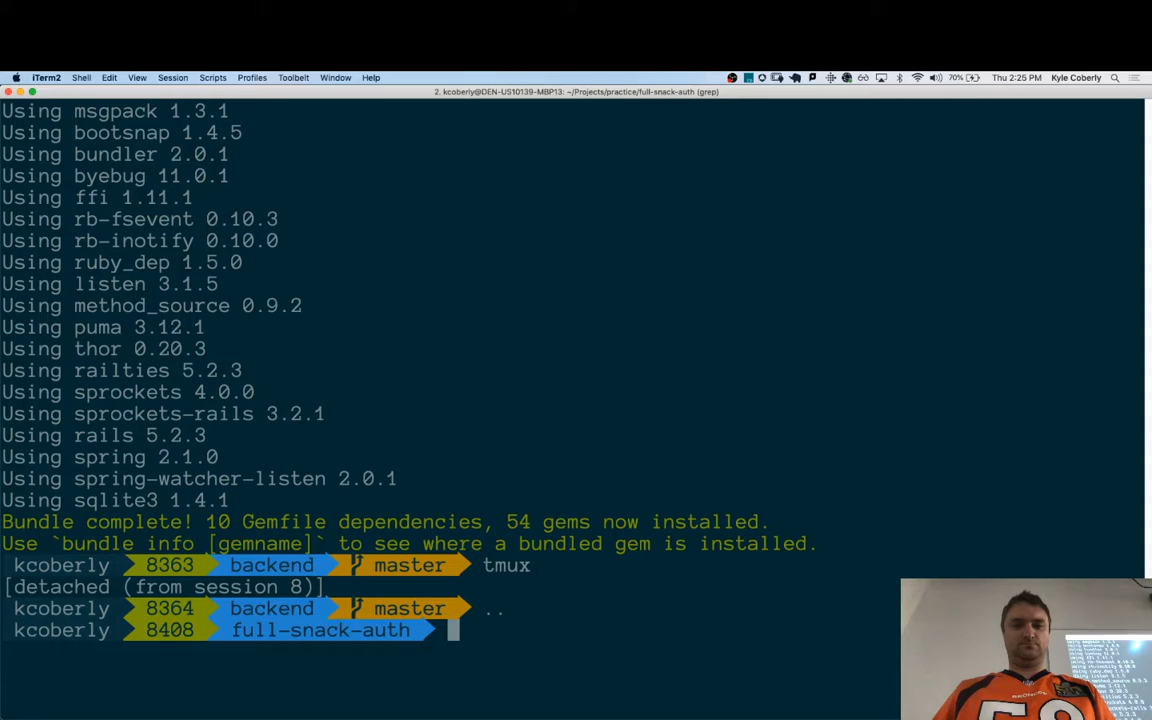 iTerm2 Shell Edit View Session Scripts Profiles Toolbelt Window Help 70% Thu 2:25 PM Kyle Coberly
2. kcoberly@DEN-US10139-MBP13: ~/Projects/practice/full-snack-auth (grep)
Using msgpack 1.3.1
Using bootsnap 1.4.5
Using bundler 2.0.1
Using byebug 11.0.1
Using ffi 1.11.1
Using rb-fsevent 0.10.3
Using rb-inotify 0.10.0
Using ruby_dep 1.5.0
Using listen 3.1.5
Using method_source 0.9.2
Using puma 3.12.1
Using thor 0.20.3
Using railties 5.2.3
Using sprockets 4.0.0
Using sprockets-rails 3.2.1
Using rails 5.2.3
Using spring 2.1.0
Using spring-watcher-listen 2.0.1
Using sqlite3 1.4.1
Bundle complete! 10 Gemfile dependencies, 54 gems now installed.
Use `bundle info [gemname]` to see where a bundled gem is installed.
kcoberly 8363 backend master tmux
[detached (from session 8)]
kcoberly 8364 backend master ..
kcoberly 8408 full-snack-auth
BRONCOS